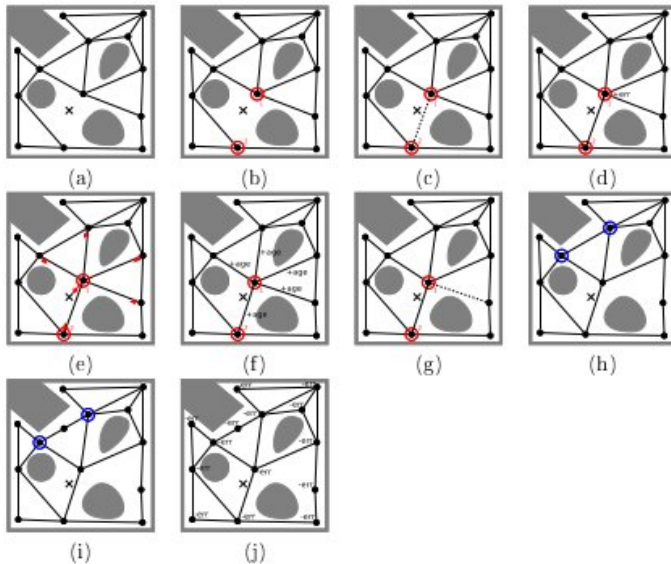 (a) (b) (c) (d)
+err
+age
+age +age
+age
+age
(e) (f) (g) (h)
-err -err
-err -err -err
-err -err
-err -err
-err
-err -err
(i) (j)